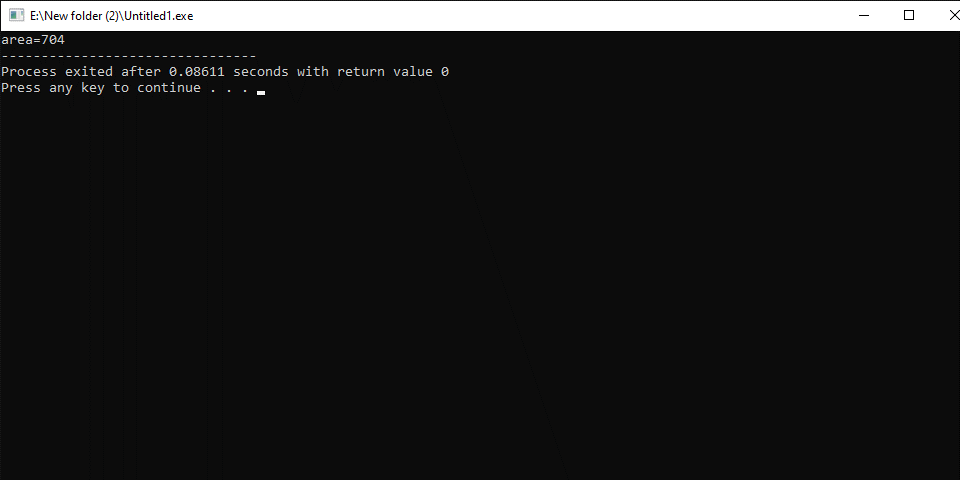 E:\New folder (2)\Untitled1.exe
area=704
--------------------------------
Process exited after 0.08611 seconds with return value 0
Press any key to continue . . .